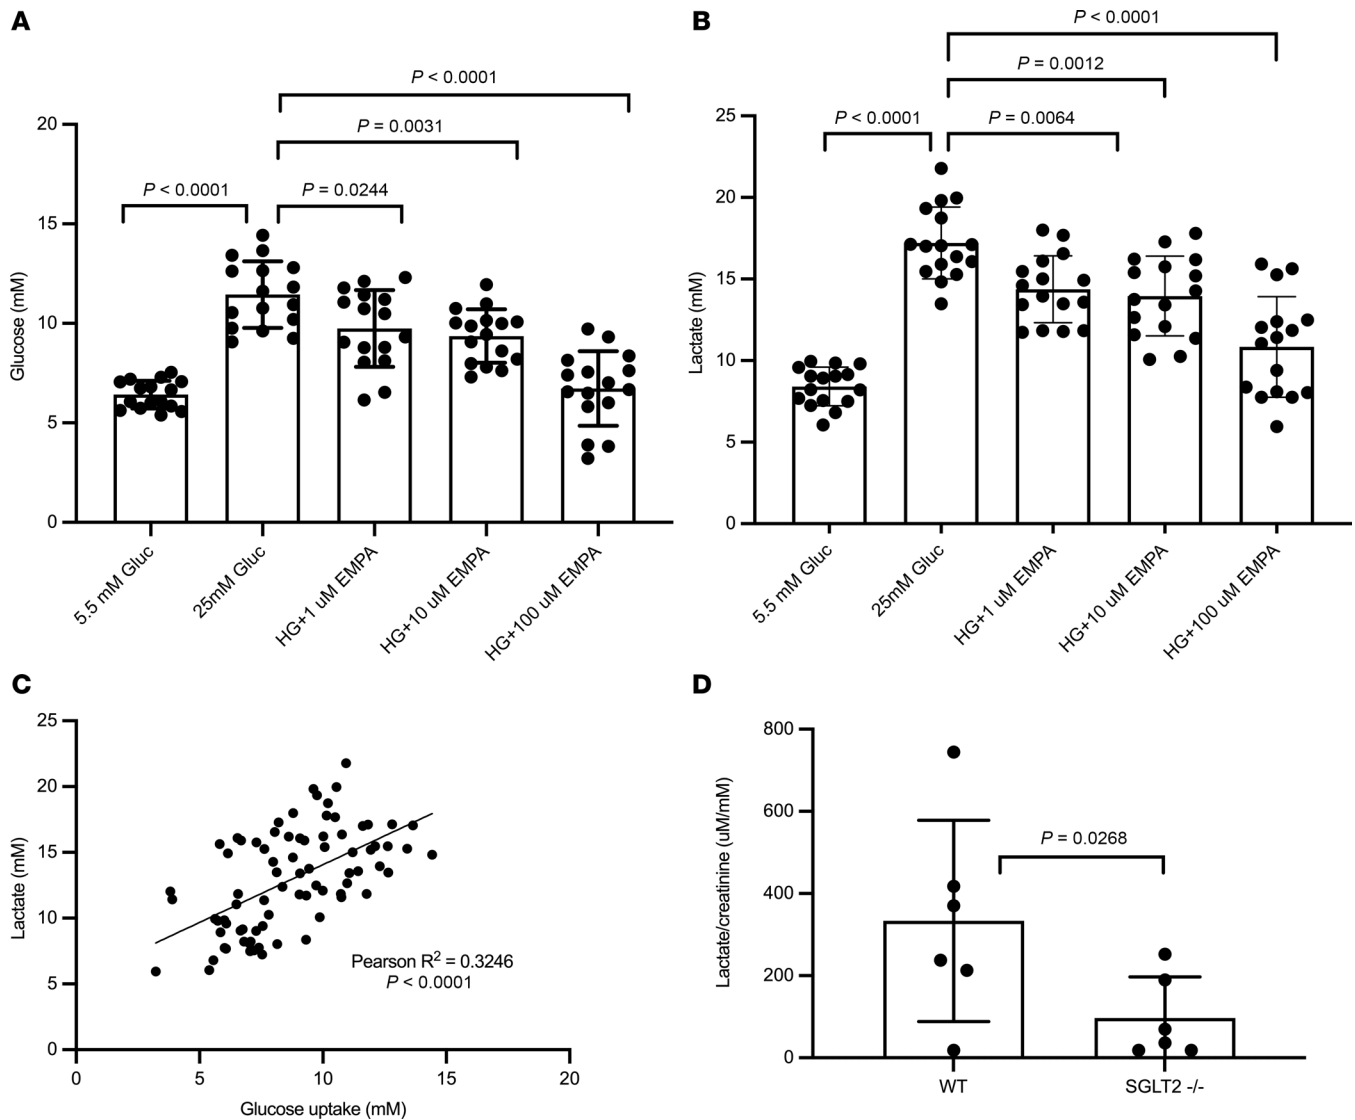 A
P < 0.0001
P = 0.0031
P < 0.0001
P = 0.0244
20
15
10
5
0
Glucose (mM)
5.5 mM Gluc
25mM Gluc
HG+1 uM EMPA
HG+10 uM EMPA
HG+100 uM EMPA
B
P < 0.0001
P = 0.0012
P < 0.0001
P = 0.0064
25
20
15
10
5
0
Lactate (mM)
5.5 mM Gluc
25mM Gluc
HG+1 uM EMPA
HG+10 uM EMPA
HG+100 uM EMPA
C
25
20
15
10
5
0
Lactate (mM)
Pearson R² = 0.3246
P < 0.0001
0 5 10 15 20
Glucose uptake (mM)
D
800
600
400
200
0
Lactate/creatinine (uM/mM)
P = 0.0268
WT
SGLT2 -/-